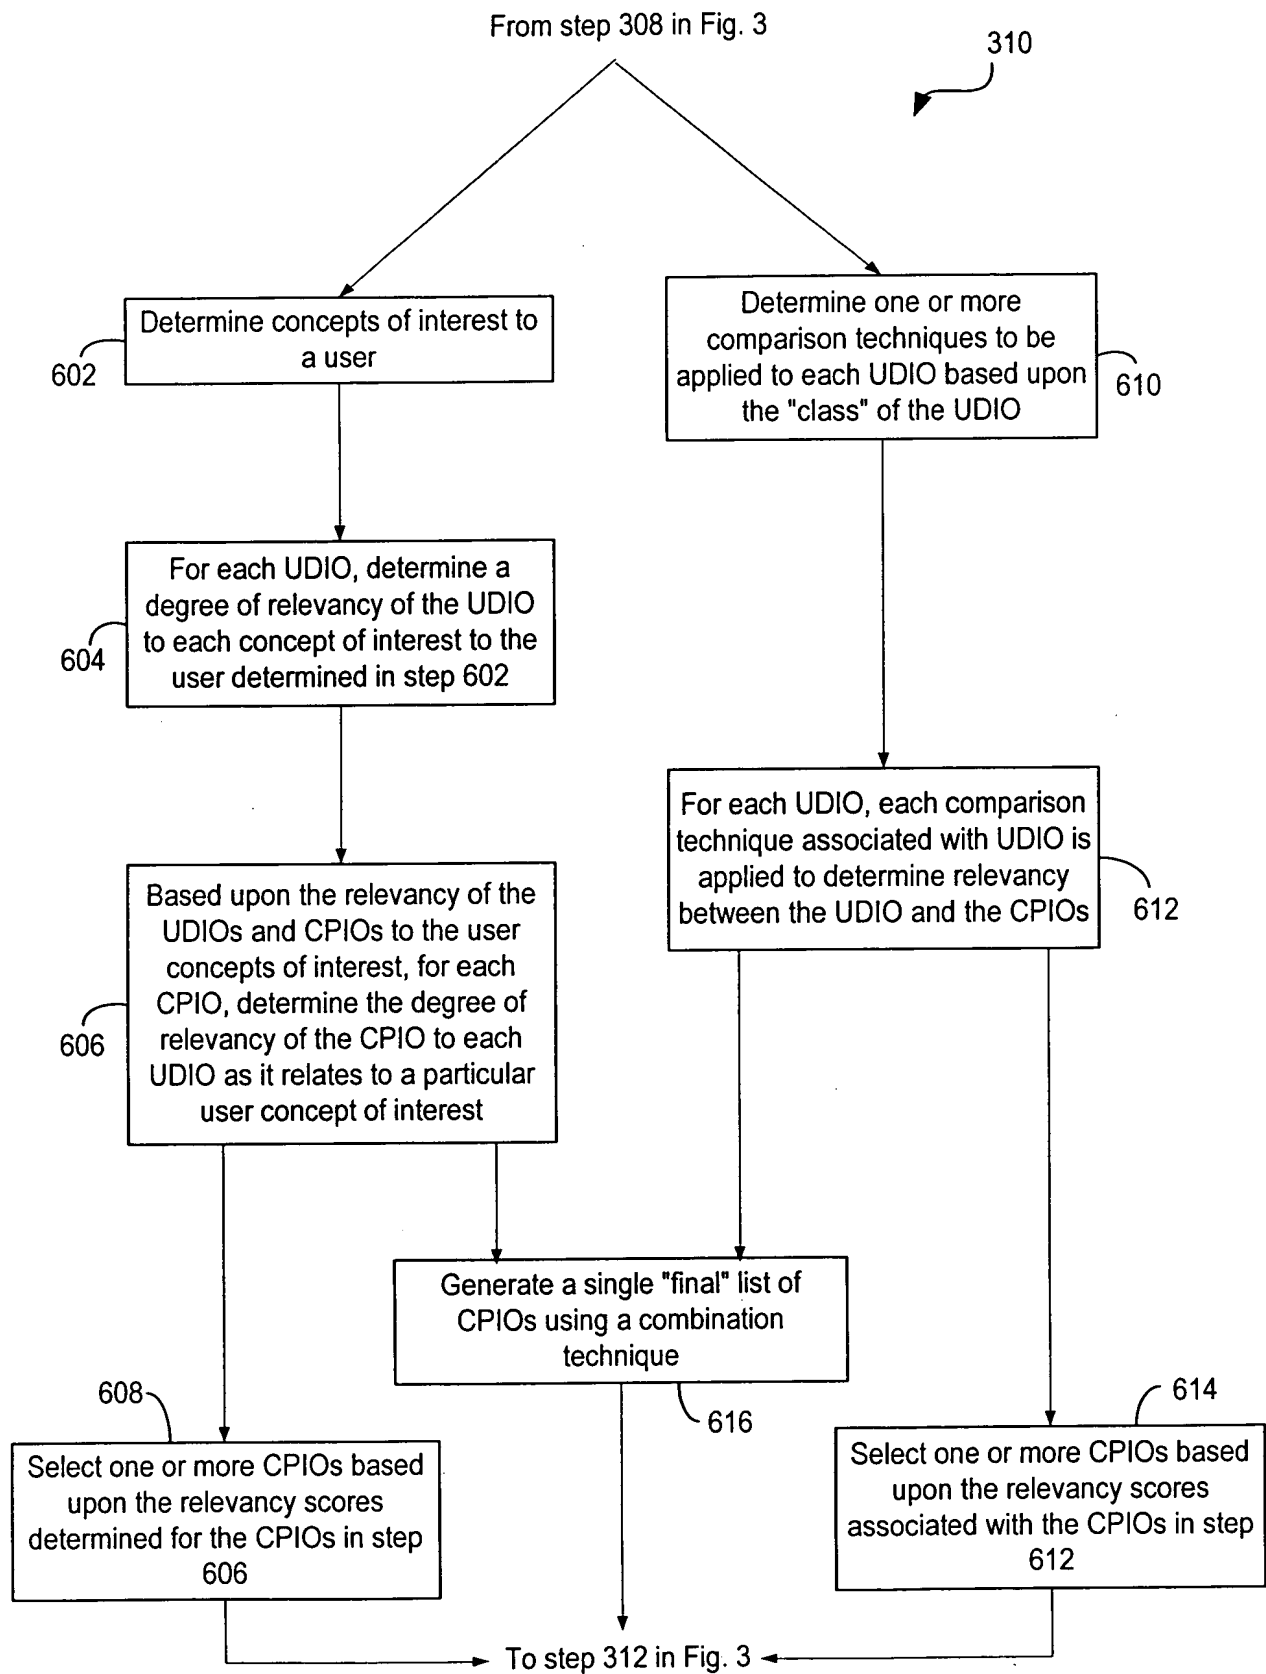 From step 308 in Fig. 3
310
Determine concepts of interest to
a user
602
Determine one or more
comparison techniques to be
applied to each UDIO based upon
the "class" of the UDIO
610
For each UDIO, determine a
degree of relevancy of the UDIO
to each concept of interest to the
user determined in step 602
604
For each UDIO, each comparison
technique associated with UDIO is
applied to determine relevancy
between the UDIO and the CPIOs
612
Based upon the relevancy of the
UDIOs and CPIOs to the user
concepts of interest, for each
CPIO, determine the degree of
relevancy of the CPIO to each
UDIO as it relates to a particular
user concept of interest
606
Generate a single "final" list of
CPIOs using a combination
technique
616
608
Select one or more CPIOs based
upon the relevancy scores
determined for the CPIOs in step
606
614
Select one or more CPIOs based
upon the relevancy scores
associated with the CPIOs in step
612
To step 312 in Fig. 3